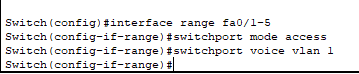 Switch(config)#interface range fa0/1-5
Switch(config-if-range)#switchport mode access
Switch(config-if-range)#switchport voice vlan 1
Switch(config-if-range)#